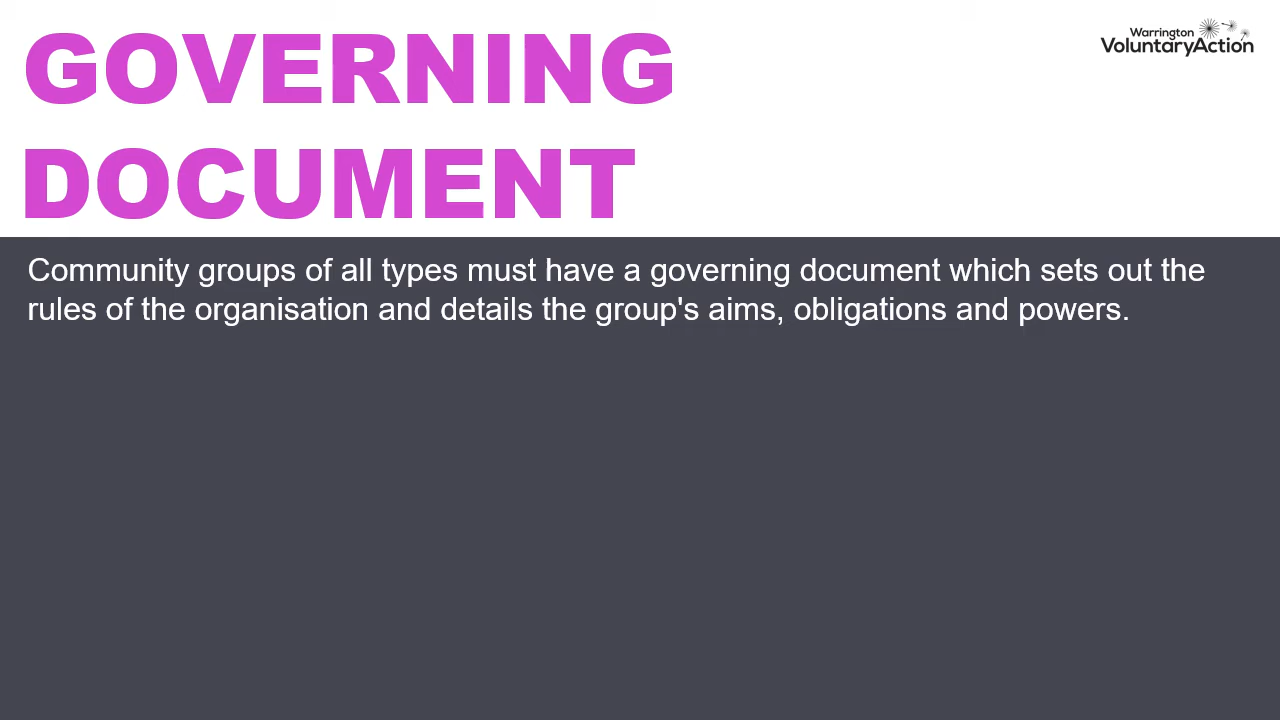 GOVERNING
DOCUMENT
Warrington
VoluntaryAction
Community groups of all types must have a governing document which sets out the
rules of the organisation and details the group's aims, obligations and powers.